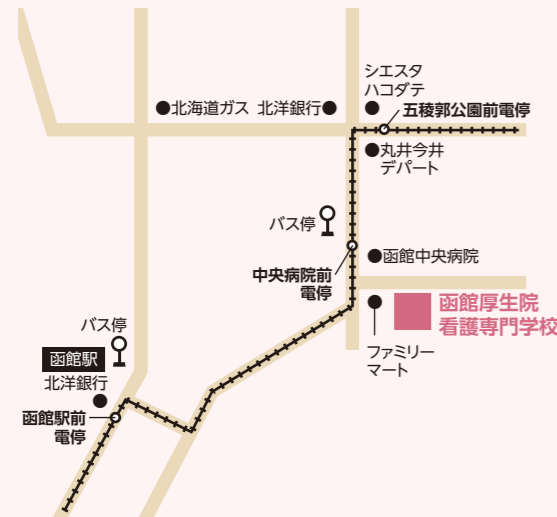 シエスタ
ハコダテ
●北海道ガス 北洋銀行●
五稜郭公園前電停
●丸井今井
デパート
バス停
●函館中央病院
中央病院前
電停
函館厚生院
看護専門学校
ファミリー
マート
バス停
函館駅
北洋銀行
函館駅前
電停